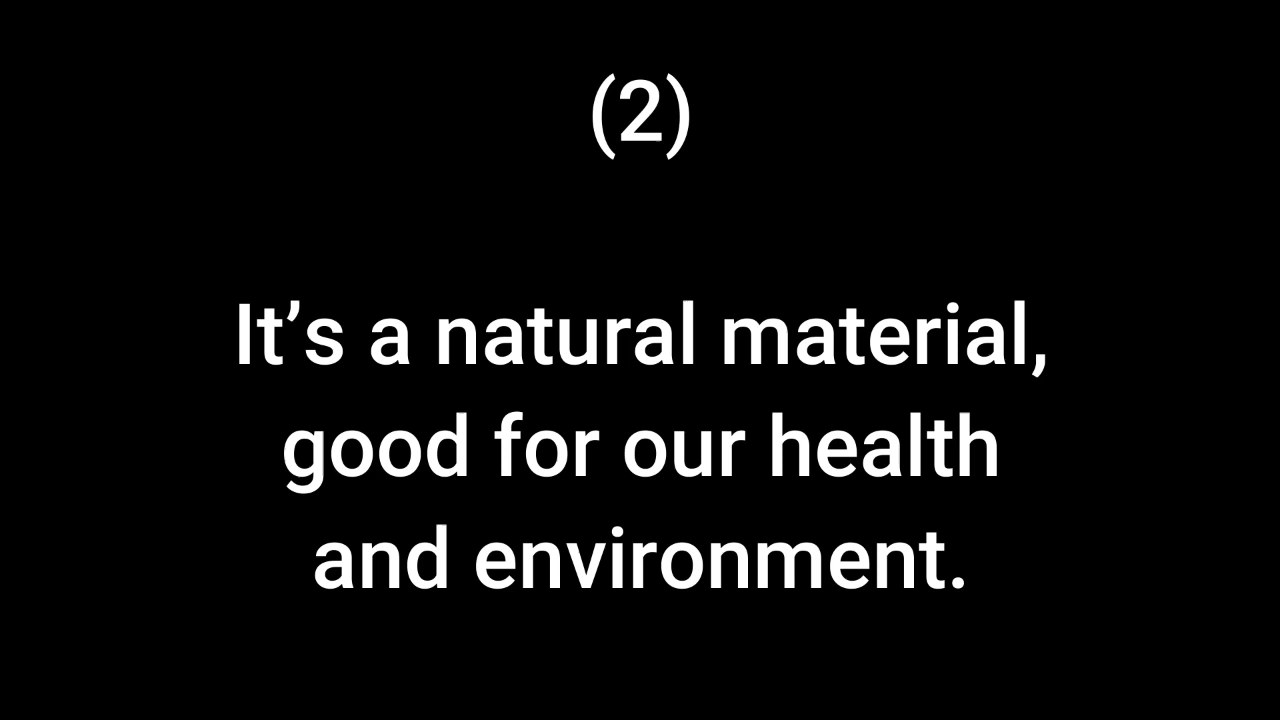 (2)
It’s a natural material,
good for our health
and environment.